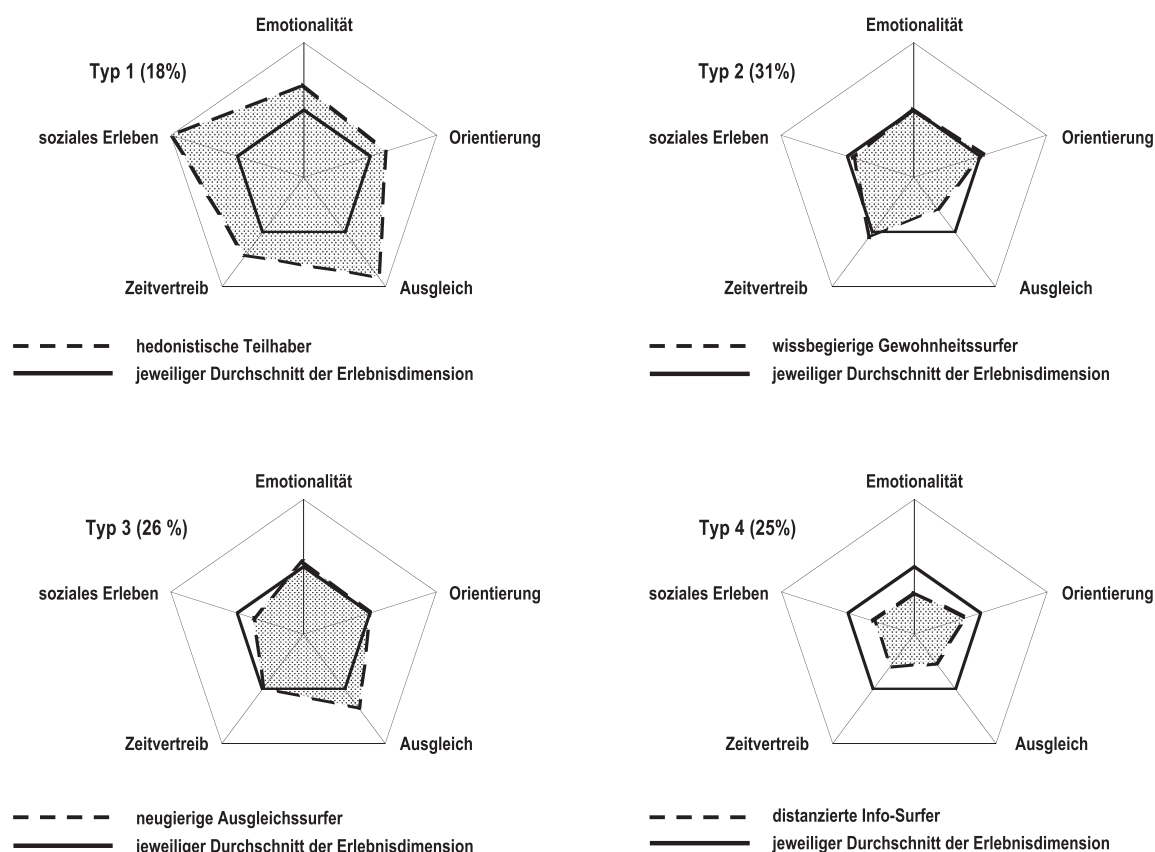 Emotionalität
Typ 1 (18%)
soziales Erleben
Orientierung
Zeitvertreib
Ausgleich
hedonistische Teilhaber
jeweiliger Durchschnitt der Erlebnisdimension
Emotionalität
Typ 2 (31%)
soziales Erleben
Orientierung
Zeitvertreib
Ausgleich
wissbegierige Gewohnheitssurfer
jeweiliger Durchschnitt der Erlebnisdimension
Emotionalität
Typ 3 (26 %)
soziales Erleben
Orientierung
Zeitvertreib
Ausgleich
neugierige Ausgleichssurfer
jeweiliger Durchschnitt der Erlebnisdimension
Emotionalität
Typ 4 (25%)
soziales Erleben
Orientierung
Zeitvertreib
Ausgleich
distanzierte Info-Surfer
jeweiliger Durchschnitt der Erlebnisdimension